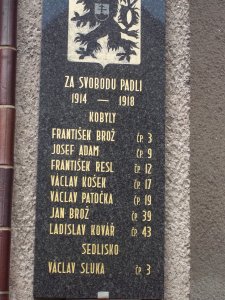 ZA SVOBODU PADLI
1914 — 1918
KOBYLY
FRANTIŠEK BROŽ ČP. 3
JOSEF ADAM ČP. 9
FRANTIŠEK RESL ČP. 12
VÁCLAV KOŠEK ČP. 17
VÁCLAV PATOČKA ČP. 19
JAN BROŽ ČP. 39
LADISLAV KOVÁŘ ČP. 43
SEDLISKO
VÁCLAV SLUKA ČP. 3